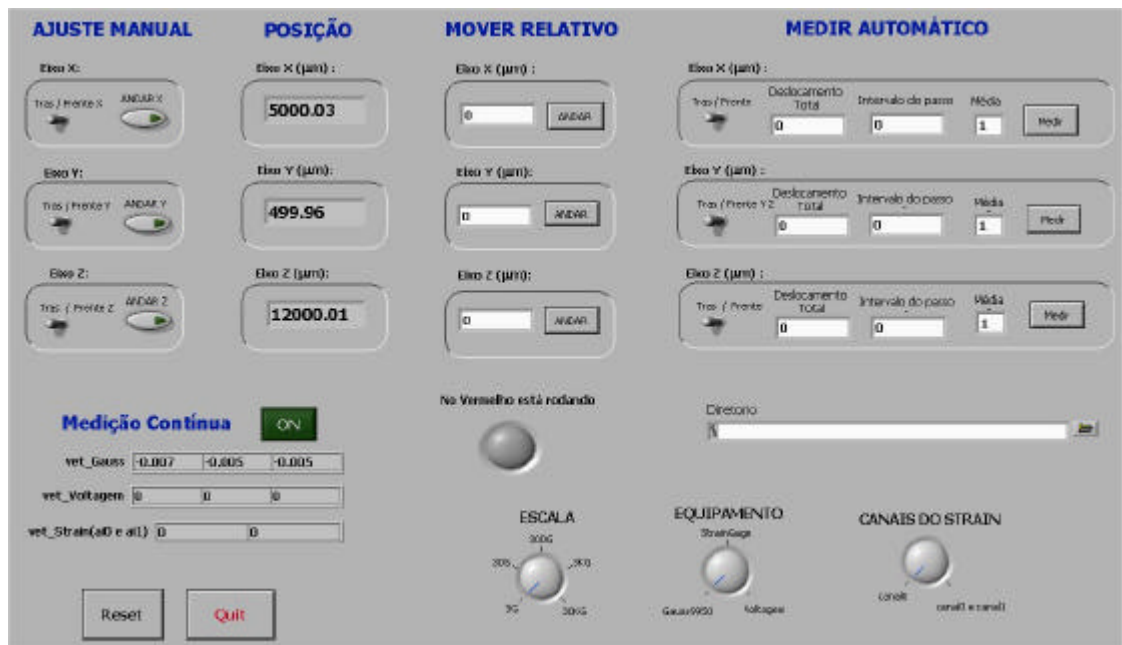 AJUSTE MANUAL POSIÇÃO MOVER RELATIVO MEDIR AUTOMÁTICO
Eixo X: Eixo X (µm) : Eixo X (µm) : Eixo X (µm) :
Tras / Frente X ANDAR X 5000.03 0 ANDAR Tras / Frente Deslocamento Total 0 Intervalo do passo 0 Média 1 Medir
Eixo Y: Eixo Y (µm): Eixo Y (µm): Eixo Y (µm) :
Tras / Frente Y ANDAR Y 499.96 0 ANDAR Tras / Frente Y Z Deslocamento Total 0 Intervalo do passo 0 Média 1 Medir
Eixo Z: Eixo Z (µm): Eixo Z (µm): Eixo Z (µm) :
Tras / Frente Z ANDAR Z 12000.01 0 ANDAR Tras / Frente Deslocamento Total 0 Intervalo do passo 0 Média 1 Medir
No Vermelho está rodando
Diretorio
Medição Contínua ON
vet_Gauss -0.007 -0.005 -0.005
vet_Voltagem 0 0 0
vet_Strain(ai0 e ai1) 0 0
ESCALA
300G
30G 3KG
3G 30KG
EQUIPAMENTO
StrainGage
Gauss9950 Voltagem
CANAIS DO STRAIN
canal0 e canal1
Reset Quit